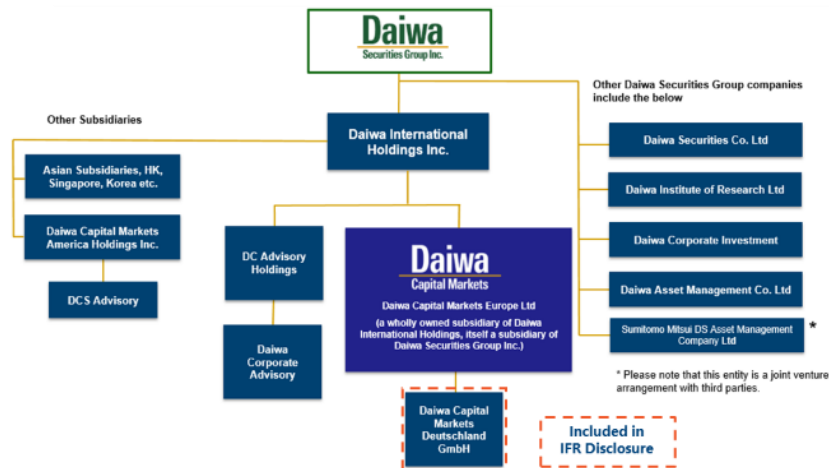 Daiwa
Securities Group Inc.
Other Daiwa Securities Group companies
include the below
Other Subsidiaries
Daiwa International
Holdings Inc.
Daiwa Securities Co. Ltd
Asian Subsidiaries, HK,
Singapore, Korea etc.
Daiwa Institute of Research Ltd
Daiwa Capital Markets
America Holdings Inc.
DC Advisory
Holdings
Daiwa
Capital Markets
Daiwa Corporate Investment
DCS Advisory
Daiwa Capital Markets Europe Ltd
(a wholly owned subsidiary of Daiwa
International Holdings, itself a subsidiary of
Daiwa Securities Group Inc.)
Daiwa Asset Management Co. Ltd
Sumitomo Mitsui DS Asset Management
Company Ltd
*
Daiwa
Corporate
Advisory
* Please note that this entity is a joint venture
arrangement with third parties.
Daiwa Capital
Markets
Deutschland
GmbH
Included in
IFR Disclosure